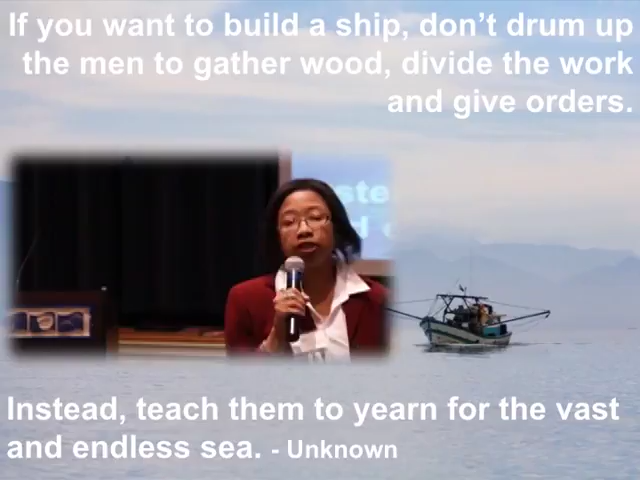 If you want to build a ship, don’t drum up
the men to gather wood, divide the work
and give orders.
Instead, teach them to yearn for the vast
and endless sea. - Unknown